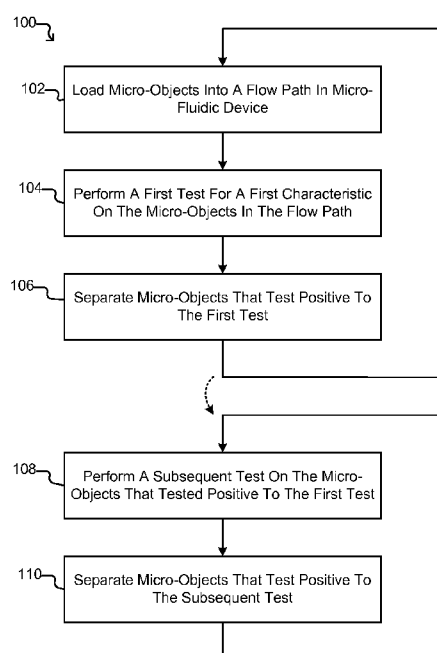 100
102
Load Micro-Objects Into A Flow Path In Micro-
Fluidic Device
104
Perform A First Test For A First Characteristic
On The Micro-Objects In The Flow Path
106
Separate Micro-Objects That Test Positive To
The First Test
108
Perform A Subsequent Test On The Micro-
Objects That Tested Positive To The First Test
110
Separate Micro-Objects That Test Positive To
The Subsequent Test